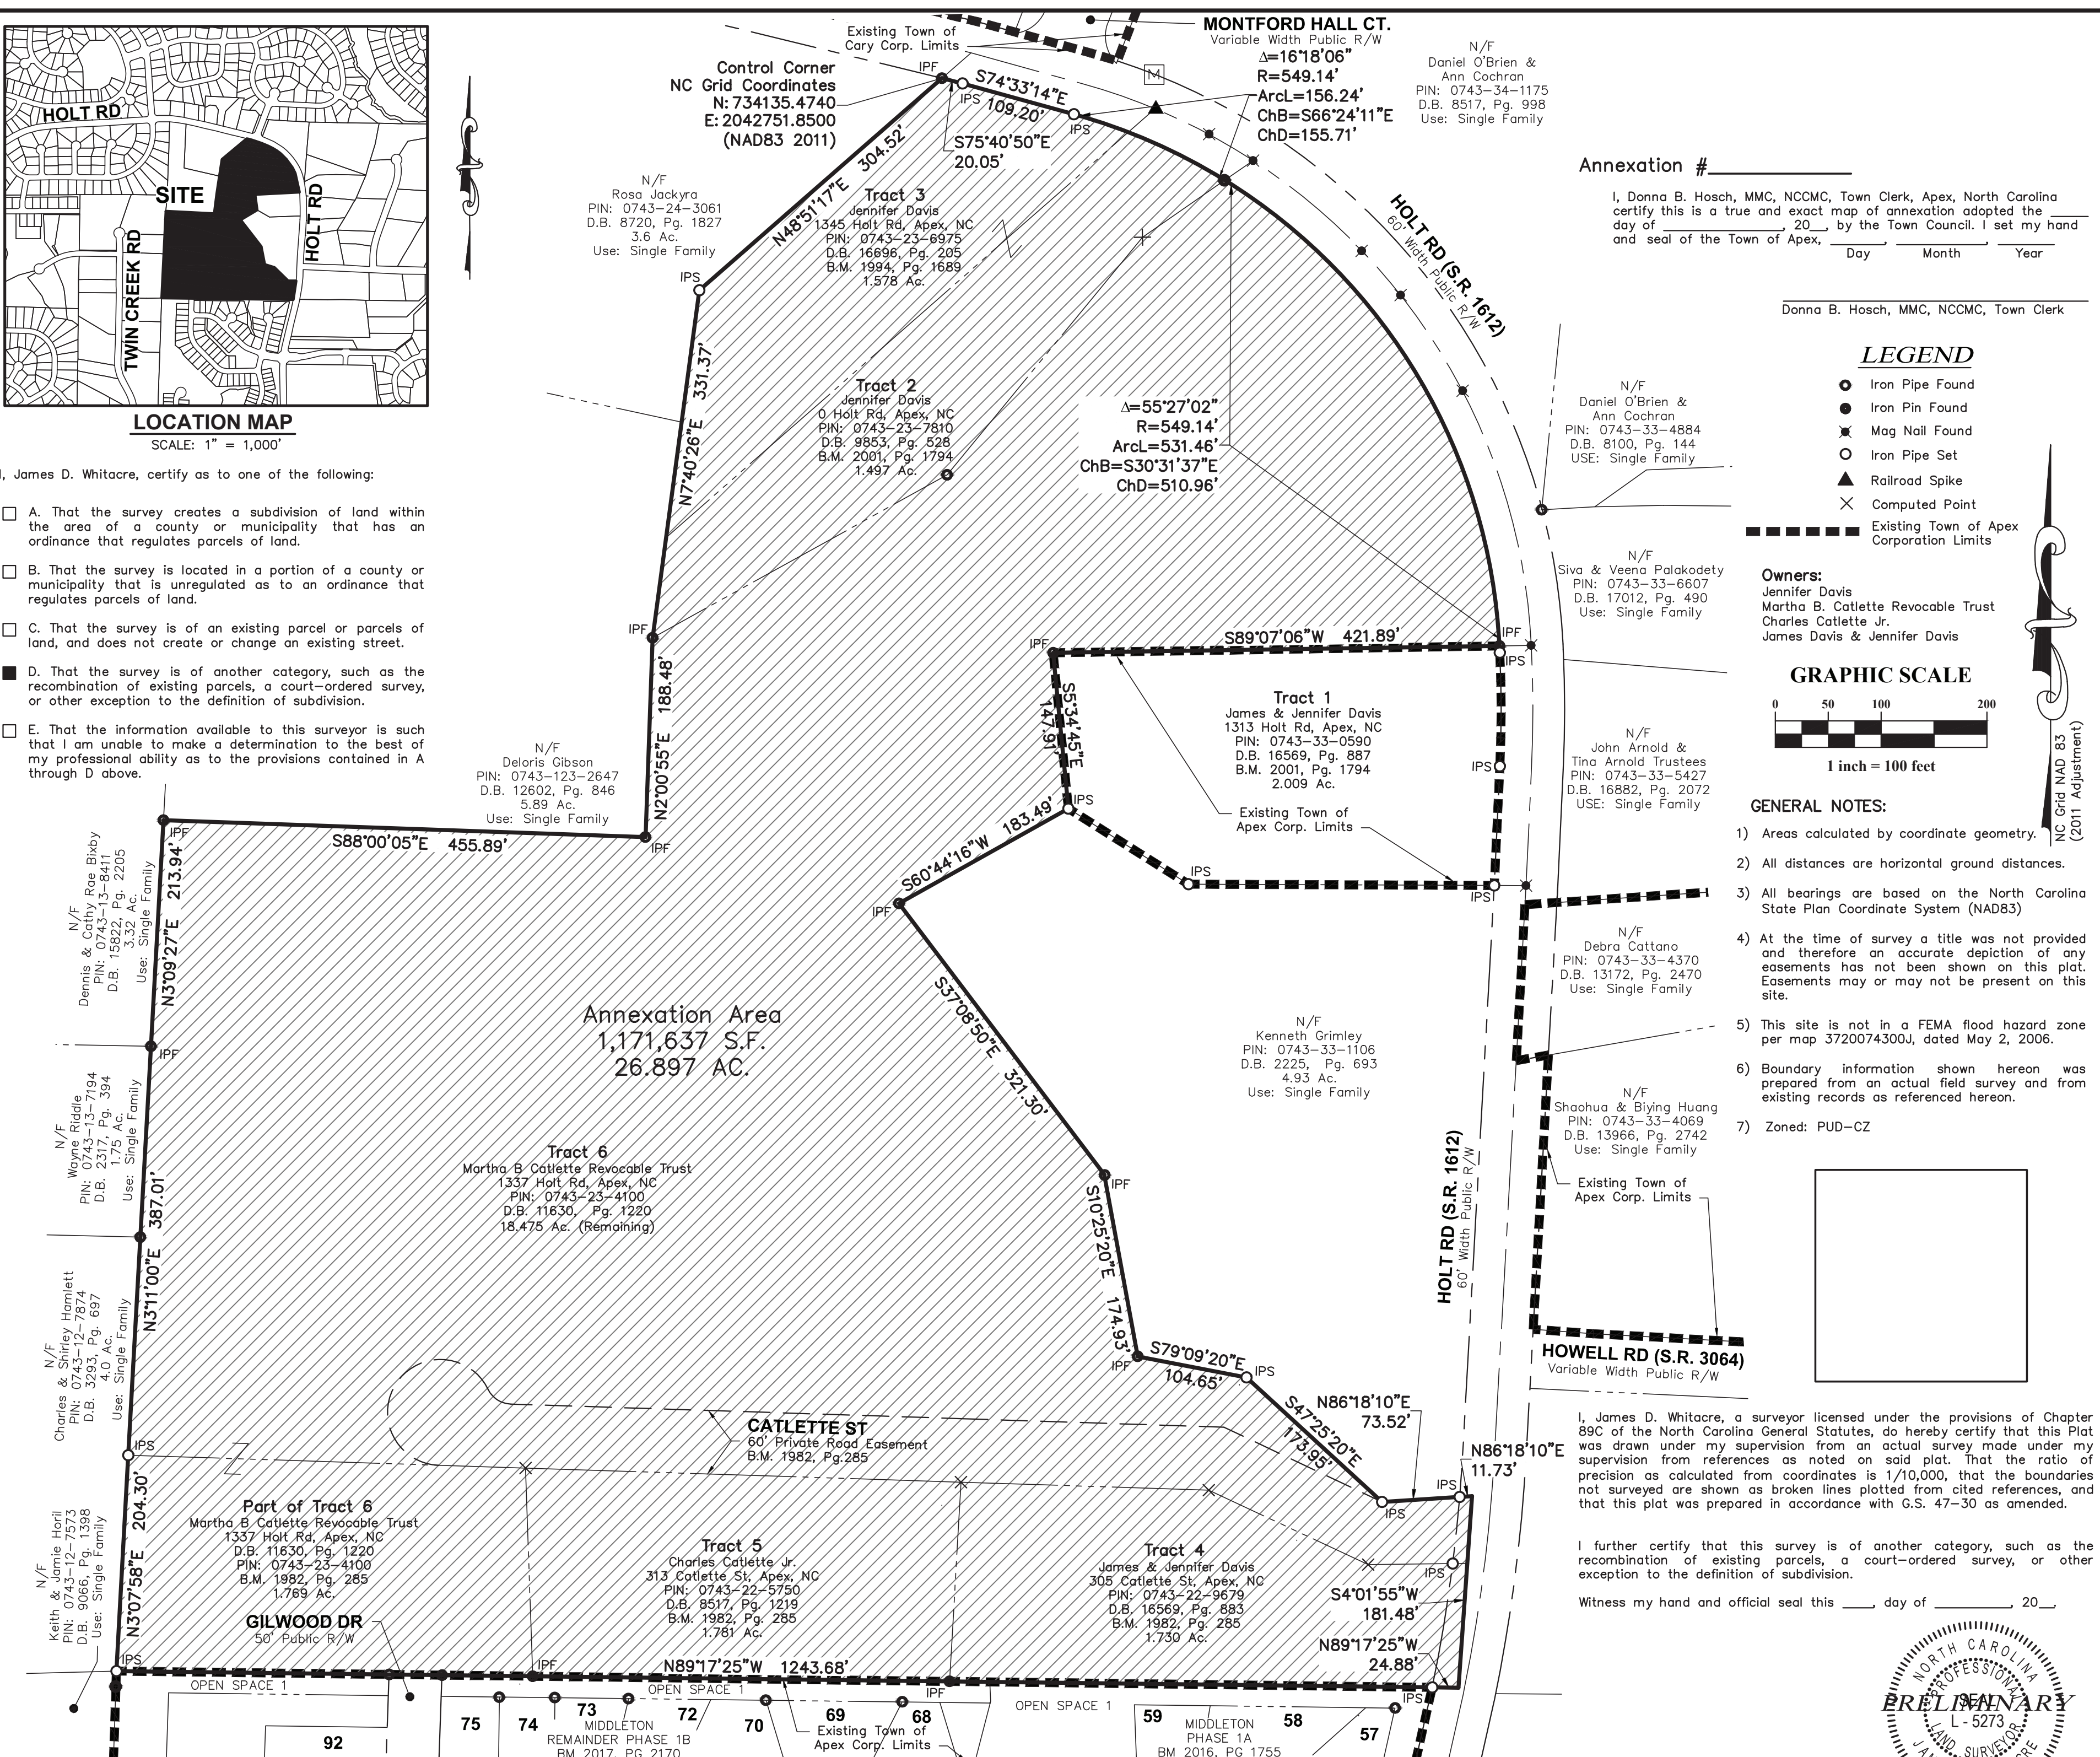 HOLT RD
SITE
HOLT RD
TWIN CREEK RD
LOCATION MAP
SCALE: 1" = 1,000'
I, James D. Whitacre, certify as to one of the following:
A. That the survey creates a subdivision of land within
the area of a county or municipality that has an
ordinance that regulates parcels of land.
B. That the survey is located in a portion of a county or
municipality that is unregulated as to an ordinance that
regulates parcels of land.
C. That the survey is of an existing parcel or parcels of
land, and does not create or change an existing street.
D. That the survey is of another category, such as the
recombination of existing parcels, a court-ordered survey,
or other exception to the definition of subdivision.
E. That the information available to this surveyor is such
that I am unable to make a determination to the best of
my professional ability as to the provisions contained in A
through D above.
Existing Town of
Cary Corp. Limits
MONTFORD HALL CT.
Variable Width Public R/W
Control Corner
NC Grid Coordinates
N: 734135.4740
E: 2042751.8500
(NAD83 2011)
IPF
IPS
S74°33'14"E
109.20'
IPS
S75°40'50"E
20.05'
M
Δ=16°18'06"
R=549.14'
ArcL=156.24'
ChB=S66°24'11"E
ChD=155.71'
N/F
Daniel O'Brien &
Ann Cochran
PIN: 0743-34-1175
D.B. 8517, Pg. 998
Use: Single Family
N48°51'17"E 304.52'
N/F
Rosa Jackyra
PIN: 0743-24-3061
D.B. 8720, Pg. 1827
3.6 Ac.
Use: Single Family
IPS
Tract 3
Jennifer Davis
1345 Holt Rd, Apex, NC
PIN: 0743-23-6975
D.B. 16696, Pg. 205
B.M. 1994, Pg. 1689
1.578 Ac.
HOLT RD (S.R. 1612)
60' Width Public R/W
N7°40'26"E 331.37'
Tract 2
Jennifer Davis
0 Holt Rd, Apex, NC
PIN: 0743-23-7810
D.B. 9853, Pg. 528
B.M. 2001, Pg. 1794
1.497 Ac.
Δ=55°27'02"
R=549.14'
ArcL=531.46'
ChB=S30°31'37"E
ChD=510.96'
IPF
N2°00'55"E 188.48'
IPF
S89°07'06"W 421.89'
IPF
IPS
S5°34'45"E
147.91'
Tract 1
James & Jennifer Davis
1313 Holt Rd, Apex, NC
PIN: 0743-33-0590
D.B. 16569, Pg. 887
B.M. 2001, Pg. 1794
2.009 Ac.
IPS
IPS
Existing Town of
Apex Corp. Limits
IPS
IPS
S60°44'16"W 183.49'
IPF
N/F
Deloris Gibson
PIN: 0743-123-2647
D.B. 12602, Pg. 846
5.89 Ac.
Use: Single Family
IPF
S88°00'05"E 455.89'
IPF
N3°09'27"E 213.94'
N/F
Dennis & Cathy Rae Bixby
PIN: 0743-13-8411
D.B. 15822, Pg. 2205
3.32 Ac.
Use: Single Family
IPF
N/F
Wayne Riddle
PIN: 0743-13-7194
D.B. 2317, Pg. 394
1.75 Ac.
Use: Single Family
N3°11'00"E 387.01'
N/F
Charles & Shirley Hamlett
PIN: 0743-12-7874
D.B. 3293, Pg. 697
4.0 Ac.
Use: Single Family
IPS
N3°07'58"E 204.30'
N/F
Keith & Jamie Horil
PIN: 0743-12-7573
D.B. 9066, Pg. 1398
Use: Single Family
IPS
Annexation Area
1,171,637 S.F.
26.897 AC.
S37°08'50"E 321.30'
N/F
Kenneth Grimley
PIN: 0743-33-1106
D.B. 2225, Pg. 693
4.93 Ac.
Use: Single Family
Tract 6
Martha B Catlette Revocable Trust
1337 Holt Rd, Apex, NC
PIN: 0743-23-4100
D.B. 11630, Pg. 1220
18.475 Ac. (Remaining)
IPF
S10°25'20"E 174.93'
IPF
S79°09'20"E
104.65'
IPS
S47°25'20"E
173.95'
N86°18'10"E
73.52'
N86°18'10"E
11.73'
IPS
IPS
IPS
HOLT RD (S.R. 1612)
60' Width Public R/W
CATLETTE ST
60' Private Road Easement
B.M. 1982, Pg.285
Part of Tract 6
Martha B Catlette Revocable Trust
1337 Holt Rd, Apex, NC
D.B. 11630, Pg. 1220
PIN: 0743-23-4100
B.M. 1982, Pg. 285
1.769 Ac.
GILWOOD DR
50' Public R/W
Tract 5
Charles Catlette Jr.
313 Catlette St, Apex, NC
PIN: 0743-22-5750
D.B. 8517, Pg. 1219
B.M. 1982, Pg. 285
1.781 Ac.
Tract 4
James & Jennifer Davis
305 Catlette St, Apex, NC
PIN: 0743-22-9679
D.B. 16569, Pg. 883
B.M. 1982, Pg. 285
1.730 Ac.
S4°01'55"W
181.48'
N89°17'25"W
24.88'
IPF
N89°17'25"W 1243.68'
IPF
IPS
OPEN SPACE 1
OPEN SPACE 1
OPEN SPACE 1
92
75
74
73
72
70
69
68
59
58
57
MIDDLETON
REMAINDER PHASE 1B
BM 2017, PG 2170
Existing Town of
Apex Corp. Limits
MIDDLETON
PHASE 1A
BM 2016, PG 1755
N/F
Daniel O'Brien &
Ann Cochran
PIN: 0743-33-4884
D.B. 8100, Pg. 144
USE: Single Family
N/F
Siva & Veena Palakodety
PIN: 0743-33-6607
D.B. 17012, Pg. 490
Use: Single Family
N/F
John Arnold &
Tina Arnold Trustees
PIN: 0743-33-5427
D.B. 16882, Pg. 2072
USE: Single Family
N/F
Debra Cattano
PIN: 0743-33-4370
D.B. 13172, Pg. 2470
Use: Single Family
N/F
Shaohua & Biying Huang
PIN: 0743-33-4069
D.B. 13966, Pg. 2742
Use: Single Family
Existing Town of
Apex Corp. Limits
HOWELL RD (S.R. 3064)
Variable Width Public R/W
Annexation #
I, Donna B. Hosch, MMC, NCCMC, Town Clerk, Apex, North Carolina
certify this is a true and exact map of annexation adopted the ____
day of ____________, 20__, by the Town Council. I set my hand
and seal of the Town of Apex, ______, ______, ______
Day Month Year
Donna B. Hosch, MMC, NCCMC, Town Clerk
LEGEND
Iron Pipe Found
Iron Pin Found
Mag Nail Found
Iron Pipe Set
Railroad Spike
Computed Point
Existing Town of Apex
Corporation Limits
Owners:
Jennifer Davis
Martha B. Catlette Revocable Trust
Charles Catlette Jr.
James Davis & Jennifer Davis
GRAPHIC SCALE
0 50 100 200
1 inch = 100 feet
NC Grid NAD 83
(2011 Adjustment)
GENERAL NOTES:
1) Areas calculated by coordinate geometry.
2) All distances are horizontal ground distances.
3) All bearings are based on the North Carolina
State Plan Coordinate System (NAD83)
4) At the time of survey a title was not provided
and therefore an accurate depiction of any
easements has not been shown on this plat.
Easements may or may not be present on this
site.
5) This site is not in a FEMA flood hazard zone
per map 3720074300J, dated May 2, 2006.
6) Boundary information shown hereon was
prepared from an actual field survey and from
existing records as referenced hereon.
7) Zoned: PUD-CZ
I, James D. Whitacre, a surveyor licensed under the provisions of Chapter
89C of the North Carolina General Statutes, do hereby certify that this Plat
was drawn under my supervision from an actual survey made under my
supervision from references as noted on said plat. That the ratio of
precision as calculated from coordinates is 1/10,000, that the boundaries
not surveyed are shown as broken lines plotted from cited references, and
that this plat was prepared in accordance with G.S. 47-30 as amended.
I further certify that this survey is of another category, such as the
recombination of existing parcels, a court-ordered survey, or other
exception to the definition of subdivision.
Witness my hand and official seal this ____, day of __________, 20__.
NORTH CAROLINA
PROFESSIONAL
SEAL
PRELIMINARY
L - 5273
LAND SURVEYOR